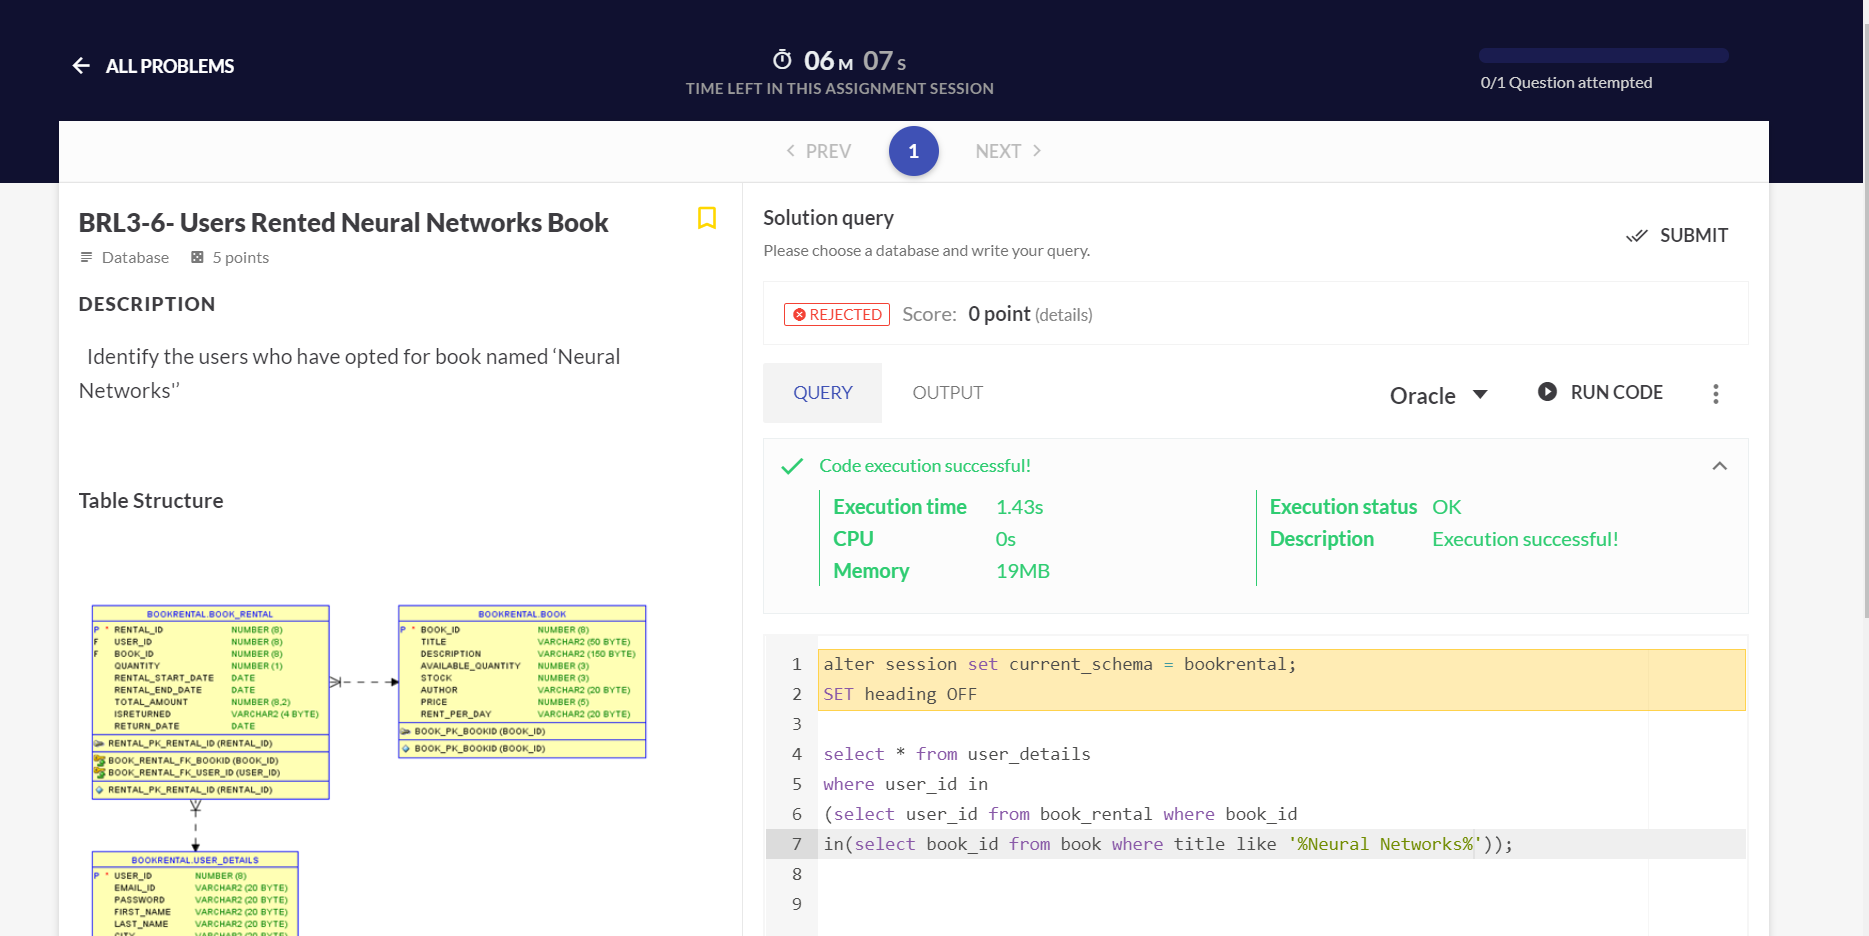 ALL PROBLEMS
06 M 07 S
TIME LEFT IN THIS ASSIGNMENT SESSION
0/1 Question attempted
PREV
1
NEXT
BRL3-6- Users Rented Neural Networks Book
Database
5 points
DESCRIPTION
Identify the users who have opted for book named ‘Neural
Networks'’
Table Structure
BOOKRENTAL.BOOK_RENTAL
P * RENTAL_ID NUMBER (8)
F USER_ID NUMBER (8)
F BOOK_ID NUMBER (8)
QUANTITY NUMBER (1)
RENTAL_START_DATE DATE
RENTAL_END_DATE DATE
TOTAL_AMOUNT NUMBER (8,2)
ISRETURNED VARCHAR2 (4 BYTE)
RETURN_DATE DATE
RENTAL_PK_RENTAL_ID (RENTAL_ID)
BOOK_RENTAL_FK_BOOKID (BOOK_ID)
BOOK_RENTAL_FK_USER_ID (USER_ID)
RENTAL_PK_RENTAL_ID (RENTAL_ID)
BOOKRENTAL.BOOK
P * BOOK_ID NUMBER (8)
TITLE VARCHAR2 (50 BYTE)
DESCRIPTION VARCHAR2 (150 BYTE)
AVAILABLE_QUANTITY NUMBER (3)
STOCK NUMBER (3)
AUTHOR VARCHAR2 (20 BYTE)
PRICE NUMBER (5)
RENT_PER_DAY VARCHAR2 (20 BYTE)
BOOK_PK_BOOKID (BOOK_ID)
BOOK_PK_BOOKID (BOOK_ID)
BOOKRENTAL.USER_DETAILS
P * USER_ID NUMBER (8)
EMAIL_ID VARCHAR2 (20 BYTE)
PASSWORD VARCHAR2 (20 BYTE)
FIRST_NAME VARCHAR2 (20 BYTE)
LAST_NAME VARCHAR2 (20 BYTE)
Solution query
Please choose a database and write your query.
SUBMIT
REJECTED Score: 0 point (details)
QUERY
OUTPUT
Oracle
RUN CODE
Code execution successful!
Execution time 1.43s
CPU 0s
Memory 19MB
Execution status OK
Description Execution successful!
1 alter session set current_schema = bookrental;
2 SET heading OFF
3
4 select * from user_details
5 where user_id in
6 (select user_id from book_rental where book_id
7 in(select book_id from book where title like '%Neural Networks%'));
8
9